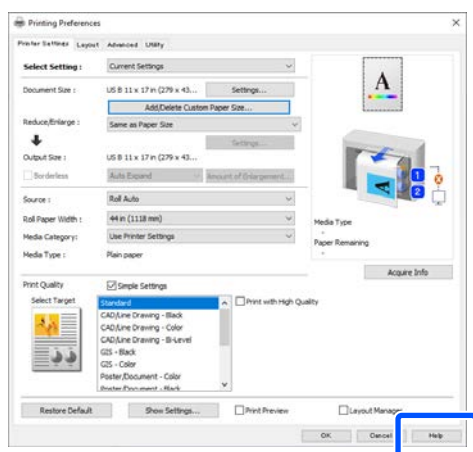 Printing Preferences
Printer Settings Layout Advanced Utility
Select Setting : Current Settings
Document Size : US B 11 x 17 in (279 x 43... Settings...
Add/Delete Custom Paper Size...
Reduce/Enlarge : Same as Paper Size
Settings...
Output Size : US B 11 x 17 in (279 x 43...
Borderless Auto Expand Amount of Enlargement...
Source : Roll Auto
Roll Paper Width : 44 in (1118 mm)
Media Category: Use Printer Settings
Media Type : Plain paper
A
1
2
Media Type
-
Paper Remaining
-
Acquire Info
Print Quality Simple Settings
Select Target Standard Print with High Quality
CAD/Line Drawing - Black
CAD/Line Drawing - Color
CAD/Line Drawing - Bi-Level
GIS - Black
GIS - Color
Poster/Document - Color
Poster/Document - Black
Restore Default Show Settings... Print Preview Layout Manager
OK Cancel Help